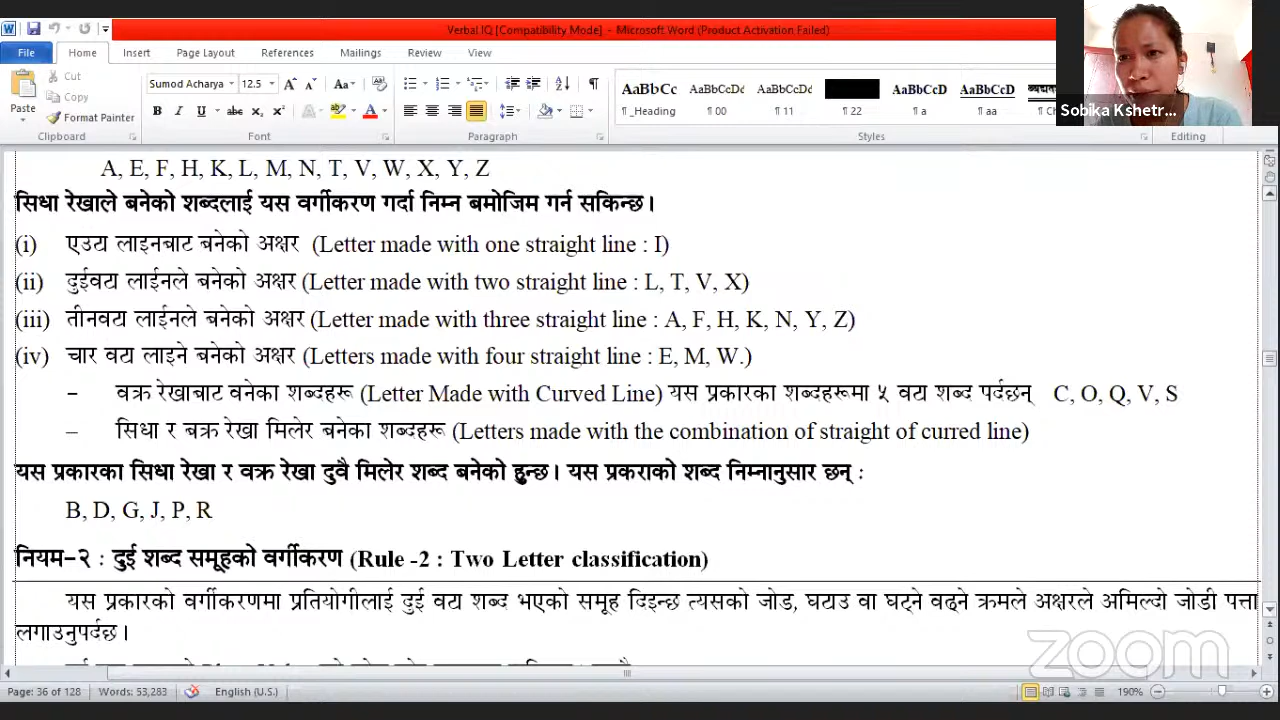 Verbal IQ [Compatibility Mode] - Microsoft Word (Product Activation Failed)
File Home Insert Page Layout References Mailings Review View
Cut
Copy
Paste Format Painter
Clipboard
Sumod Acharya 12.5
Font
Paragraph
AaBbCc AaBbCcDc AaBbCcDc AaBbCcD AaBbCcD
¶ _Heading ¶ 00 ¶ 11 ¶ 22 ¶ a ¶ aa
Styles
Editing
Sobika Kshetr...
A, E, F, H, K, L, M, N, T, V, W, X, Y, Z
सिधा रेखाले बनेको शब्दलाई यस वर्गीकरण गर्दा निम्न बमोजिम गर्न सकिन्छ।
(i) एउटा लाइनबाट बनेको अक्षर (Letter made with one straight line : I)
(ii) दुईवटा लाईनले बनेको अक्षर (Letter made with two straight line : L, T, V, X)
(iii) तीनवटा लाईनले बनेको अक्षर (Letter made with three straight line : A, F, H, K, N, Y, Z)
(iv) चार वटा लाइने बनेको अक्षर (Letters made with four straight line : E, M, W.)
- वक्र रेखाबाट वनेका शब्दहरू (Letter Made with Curved Line) यस प्रकारका शब्दहरूमा ५ वटा शब्द पर्दछन् C, O, Q, V, S
– सिधा र बक्र रेखा मिलेर बनेका शब्दहरू (Letters made with the combination of straight of curred line)
यस प्रकारका सिधा रेखा र वक्र रेखा दुवै मिलेर शब्द बनेको हुन्छ। यस प्रकराको शब्द निम्नानुसार छन् :
B, D, G, J, P, R
नियम–२ : दुई शब्द समूहको वर्गीकरण (Rule -2 : Two Letter classification)
यस प्रकारको वर्गीकरणमा प्रतियोगीलाई दुई वटा शब्द भएको समूह दिइन्छ त्यसको जोड, घटाउ वा घट्ने वढ्ने क्रमले अक्षरले अमिल्दो जोडी पत्ता
लगाउनुपर्दछ।
zoom
Page: 36 of 128 Words: 53,283 English (U.S.) 190%